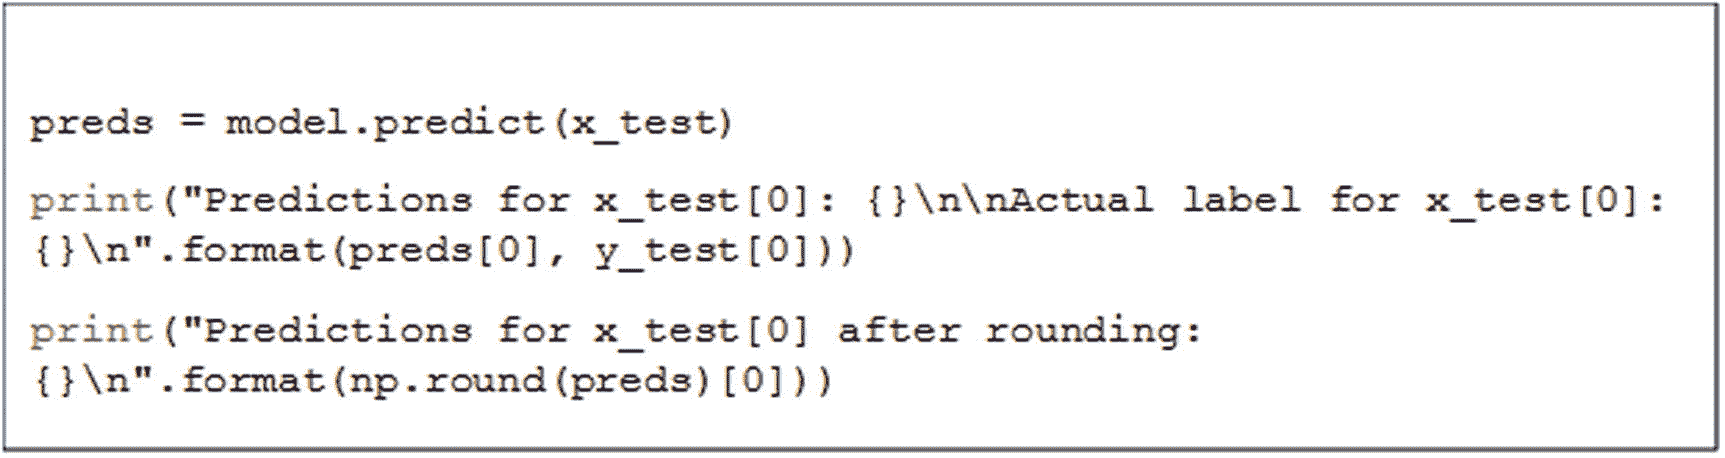 preds = model.predict(x_test)
print("Predictions for x_test[0]: {}\n\nActual label for x_test[0]:
{}\n".format(preds[0], y_test[0]))
print("Predictions for x_test[0] after rounding:
{}\n".format(np.round(preds)[0]))